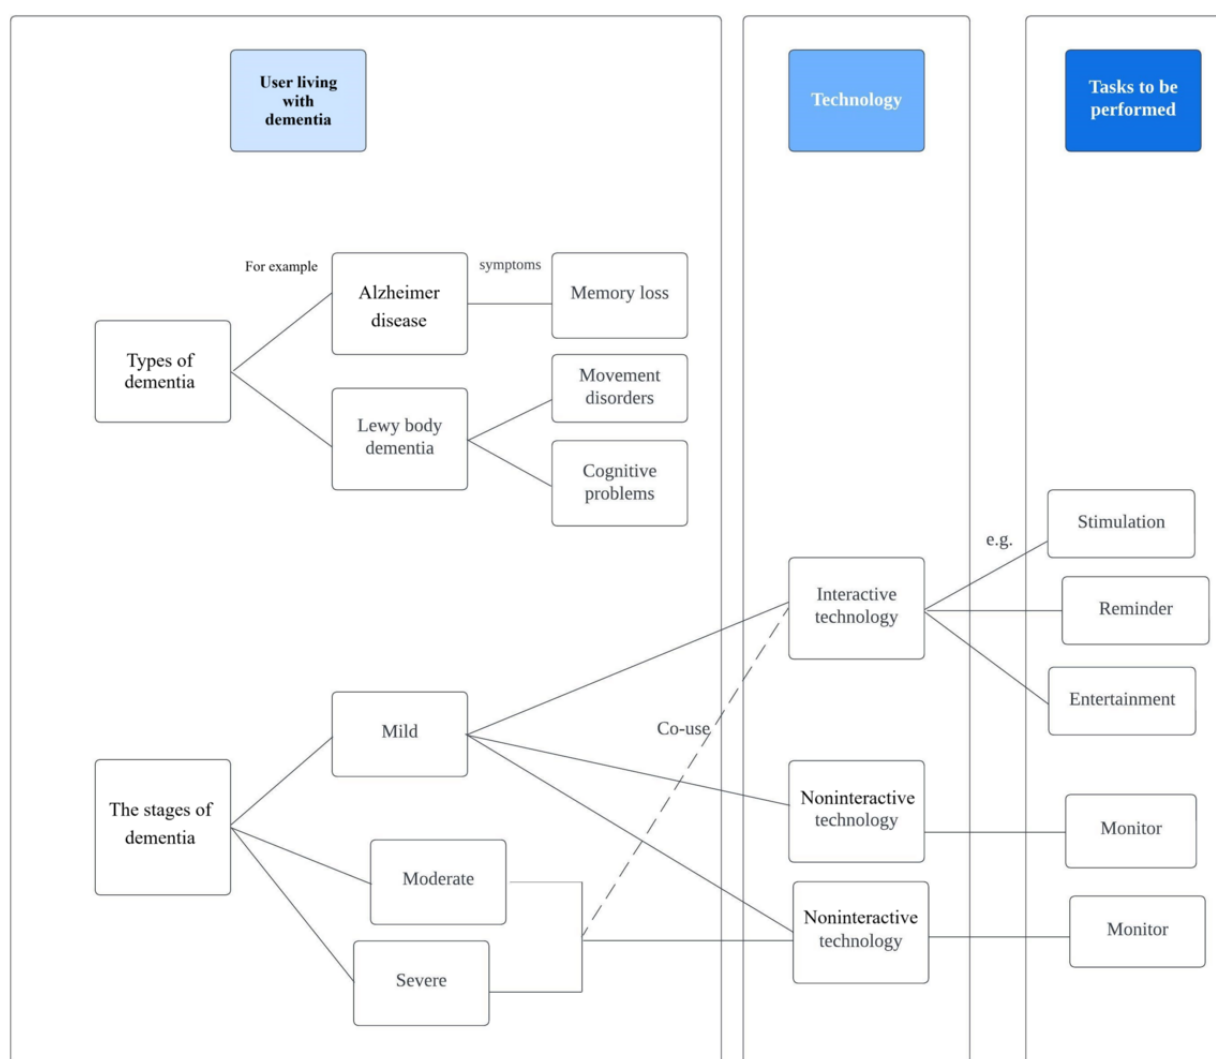 User living
with
dementia
Technology
Tasks to be
performed
For example
Alzheimer
disease
symptoms
Memory loss
Types of
dementia
Movement
disorders
Lewy body
dementia
Cognitive
problems
Stimulation
e.g.
Interactive
technology
Reminder
Entertainment
Mild
Co-use
The stages of
dementia
Noninteractive
technology
Monitor
Moderate
Noninteractive
technology
Monitor
Severe